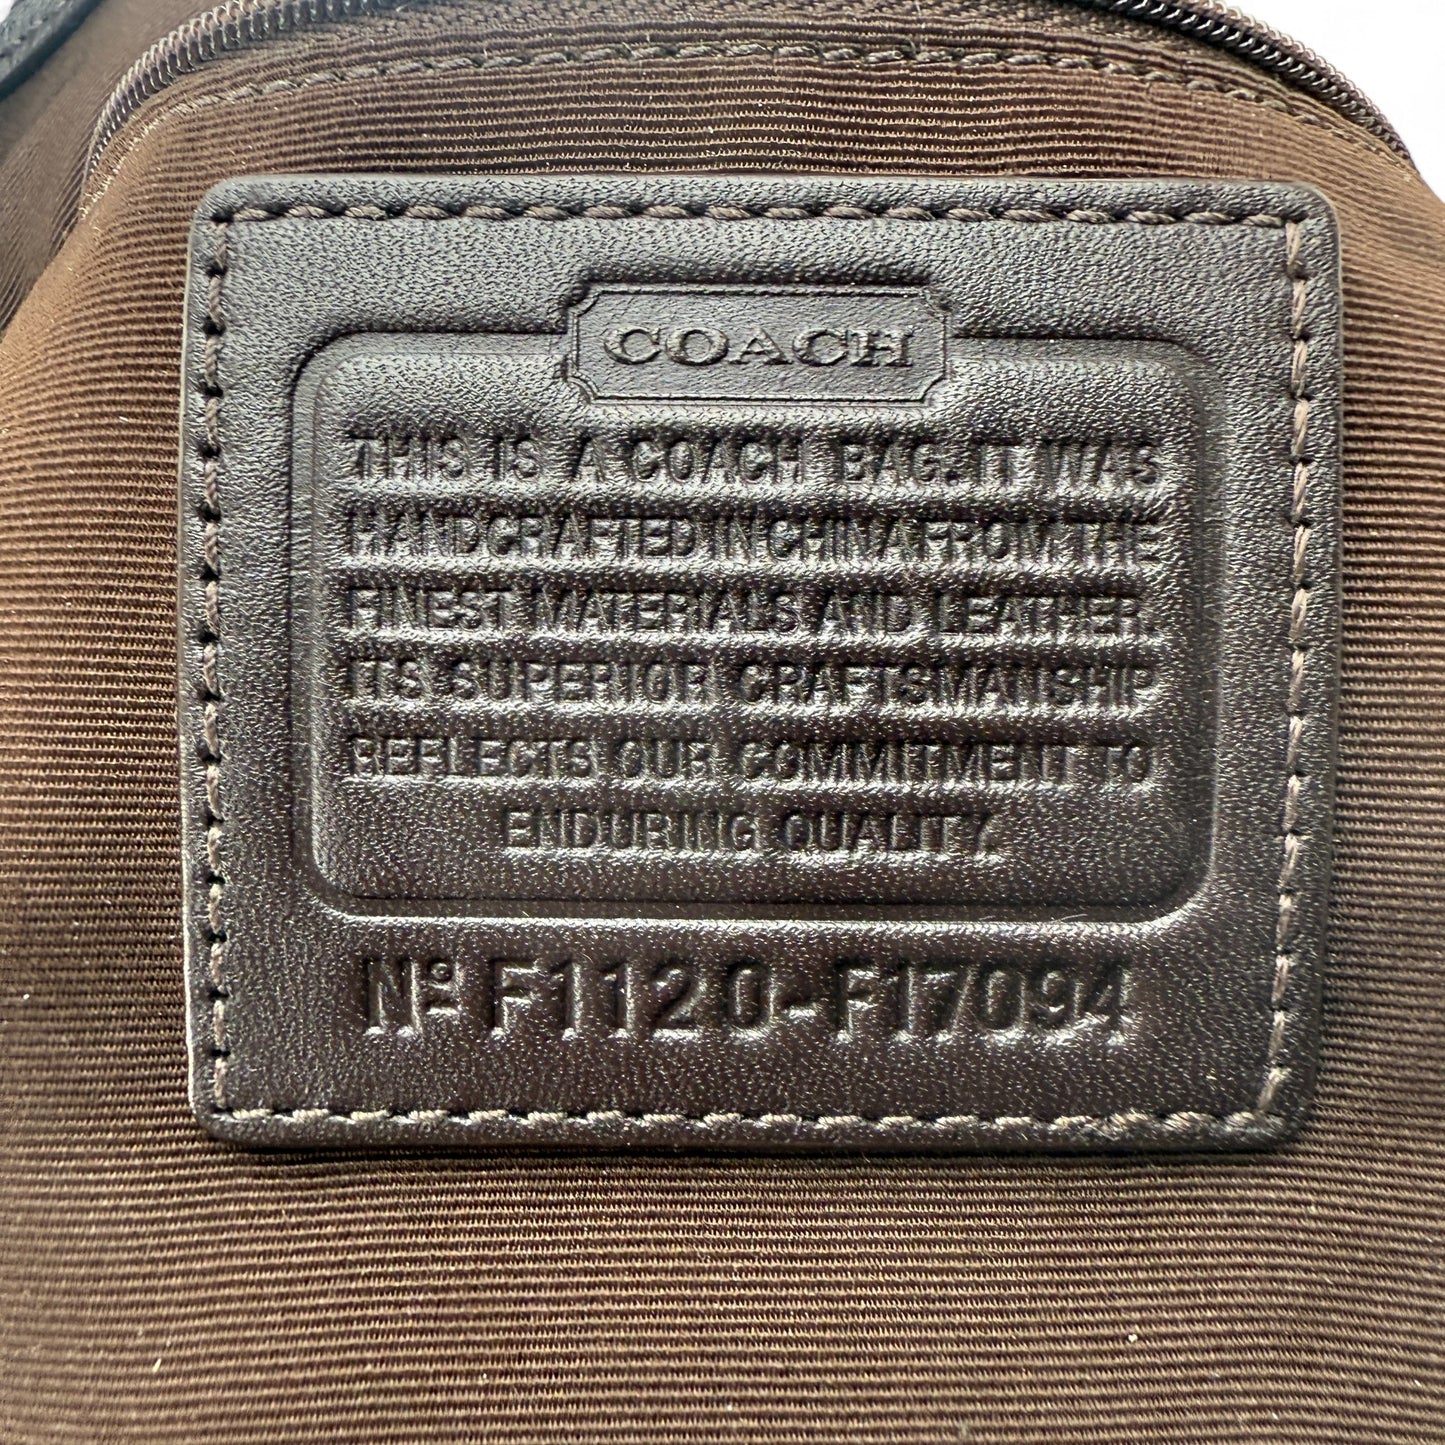 COACH
THIS IS A COACH BAG. IT WAS
HANDCRAFTED IN CHINA FROM THE
FINEST MATERIALS AND LEATHER.
ITS SUPERIOR CRAFTSMANSHIP
REFLECTS OUR COMMITMENT TO
ENDURING QUALITY.
Nº F1120-F17094